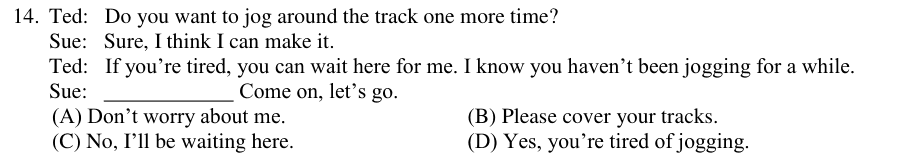 14. Ted: Do you want to jog around the track one more time?
Sue: Sure, I think I can make it.
Ted: If you’re tired, you can wait here for me. I know you haven’t been jogging for a while.
Sue: _____________ Come on, let’s go.
(A) Don’t worry about me. (B) Please cover your tracks.
(C) No, I’ll be waiting here. (D) Yes, you’re tired of jogging.